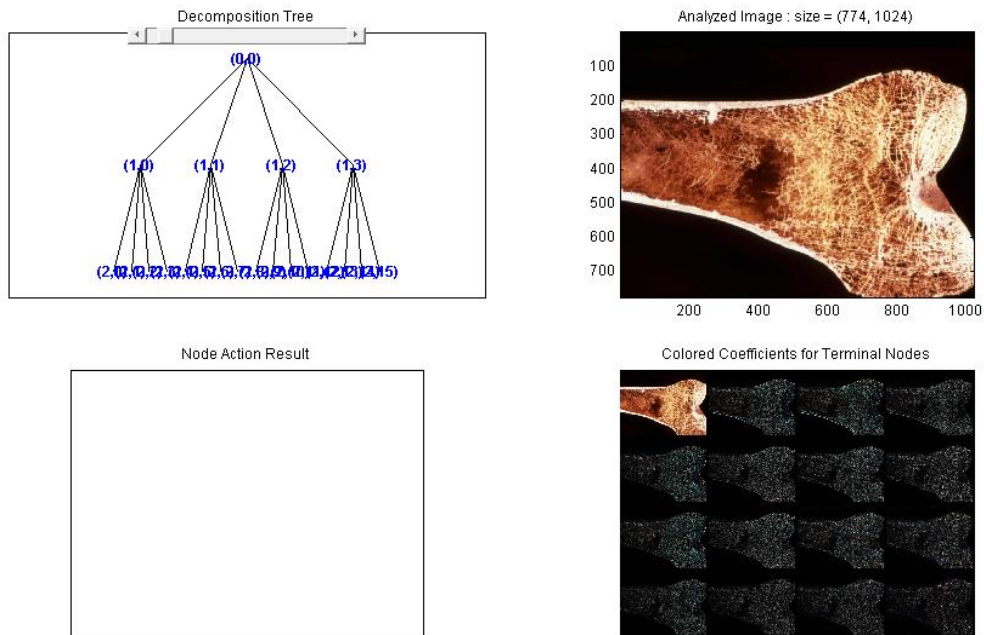 Decomposition Tree
(0,0)
(1,0) (1,1) (1,2) (1,3)
Analyzed Image : size = (774, 1024)
100
200
300
400
500
600
700
200 400 600 800 1000
Node Action Result
Colored Coefficients for Terminal Nodes